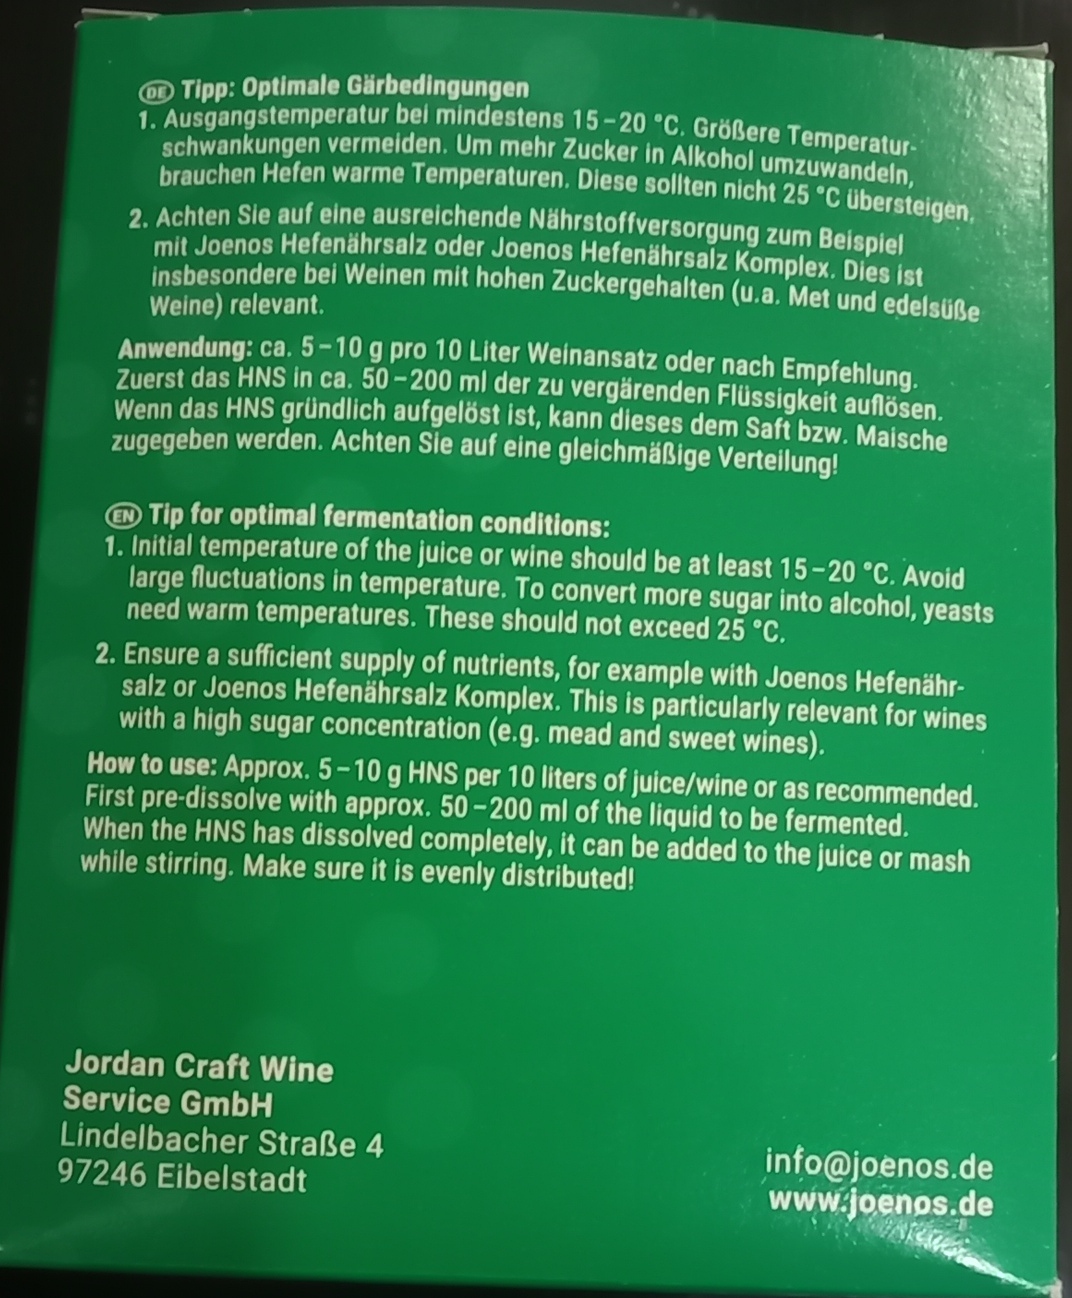 DE Tipp: Optimale Gärbedingungen
1. Ausgangstemperatur bei mindestens 15–20 °C. Größere Temperatur-
schwankungen vermeiden. Um mehr Zucker in Alkohol umzuwandeln,
brauchen Hefen warme Temperaturen. Diese sollten nicht 25 °C übersteigen.
2. Achten Sie auf eine ausreichende Nährstoffversorgung zum Beispiel
mit Joenos Hefenährsalz oder Joenos Hefenährsalz Komplex. Dies ist
insbesondere bei Weinen mit hohen Zuckergehalten (u.a. Met und edelsüße
Weine) relevant.
Anwendung: ca. 5–10 g pro 10 Liter Weinansatz oder nach Empfehlung.
Zuerst das HNS in ca. 50–200 ml der zu vergärenden Flüssigkeit auflösen.
Wenn das HNS gründlich aufgelöst ist, kann dieses dem Saft bzw. Maische
zugegeben werden. Achten Sie auf eine gleichmäßige Verteilung!
EN Tip for optimal fermentation conditions:
1. Initial temperature of the juice or wine should be at least 15–20 °C. Avoid
large fluctuations in temperature. To convert more sugar into alcohol, yeasts
need warm temperatures. These should not exceed 25 °C.
2. Ensure a sufficient supply of nutrients, for example with Joenos Hefenähr-
salz or Joenos Hefenährsalz Komplex. This is particularly relevant for wines
with a high sugar concentration (e.g. mead and sweet wines).
How to use: Approx. 5–10 g HNS per 10 liters of juice/wine or as recommended.
First pre-dissolve with approx. 50–200 ml of the liquid to be fermented.
When the HNS has dissolved completely, it can be added to the juice or mash
while stirring. Make sure it is evenly distributed!
Jordan Craft Wine
Service GmbH
Lindelbacher Straße 4
97246 Eibelstadt
info@joenos.de
www.joenos.de